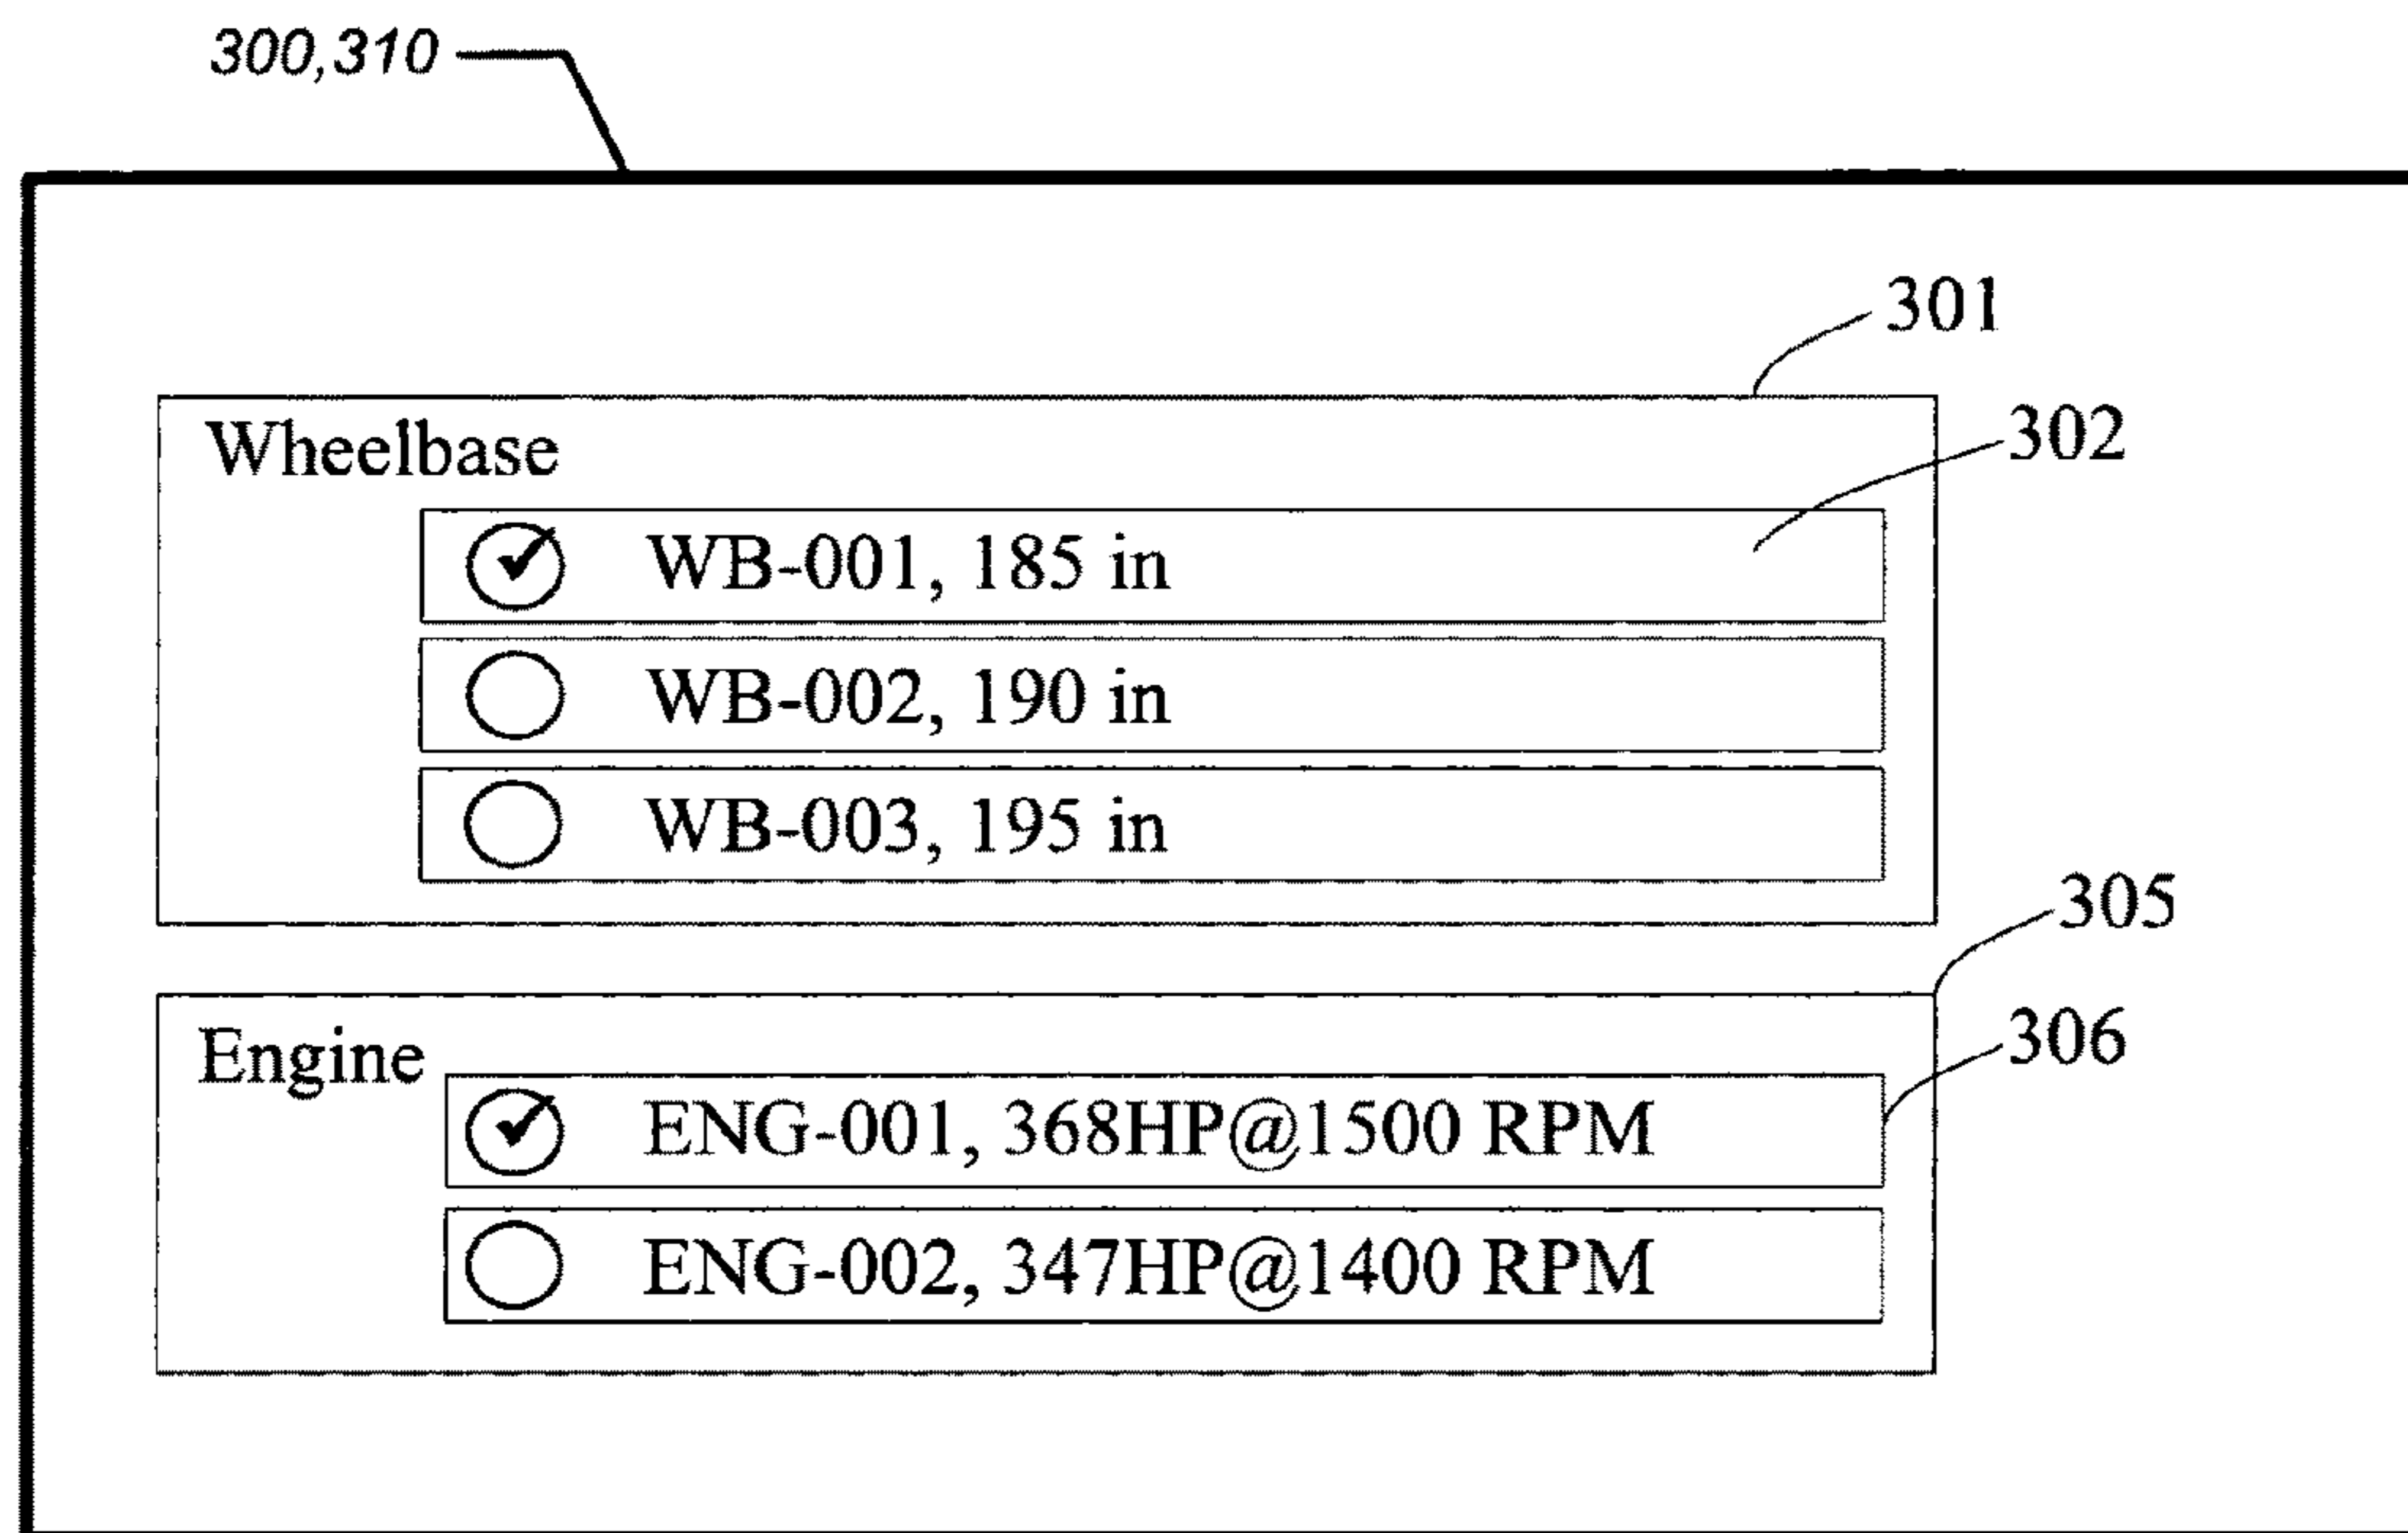 300,310
301
Wheelbase
302
WB-001, 185 in
WB-002, 190 in
WB-003, 195 in
305
Engine
306
ENG-001, 368HP@1500 RPM
ENG-002, 347HP@1400 RPM